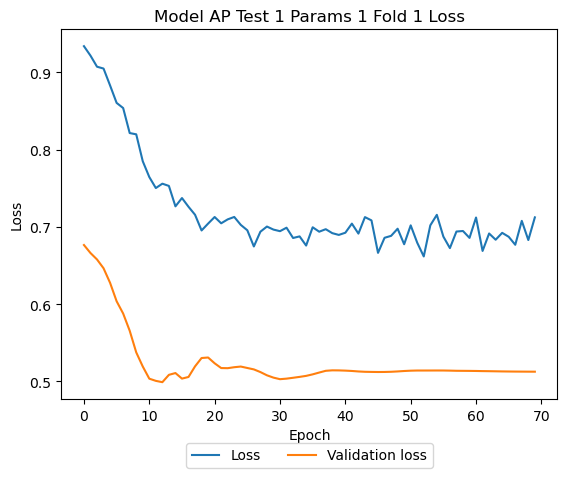 Model AP Test 1 Params 1 Fold 1 Loss
Loss
0.9
0.8
0.7
0.6
0.5
0 10 20 30 40 50 60 70
Epoch
Loss Validation loss